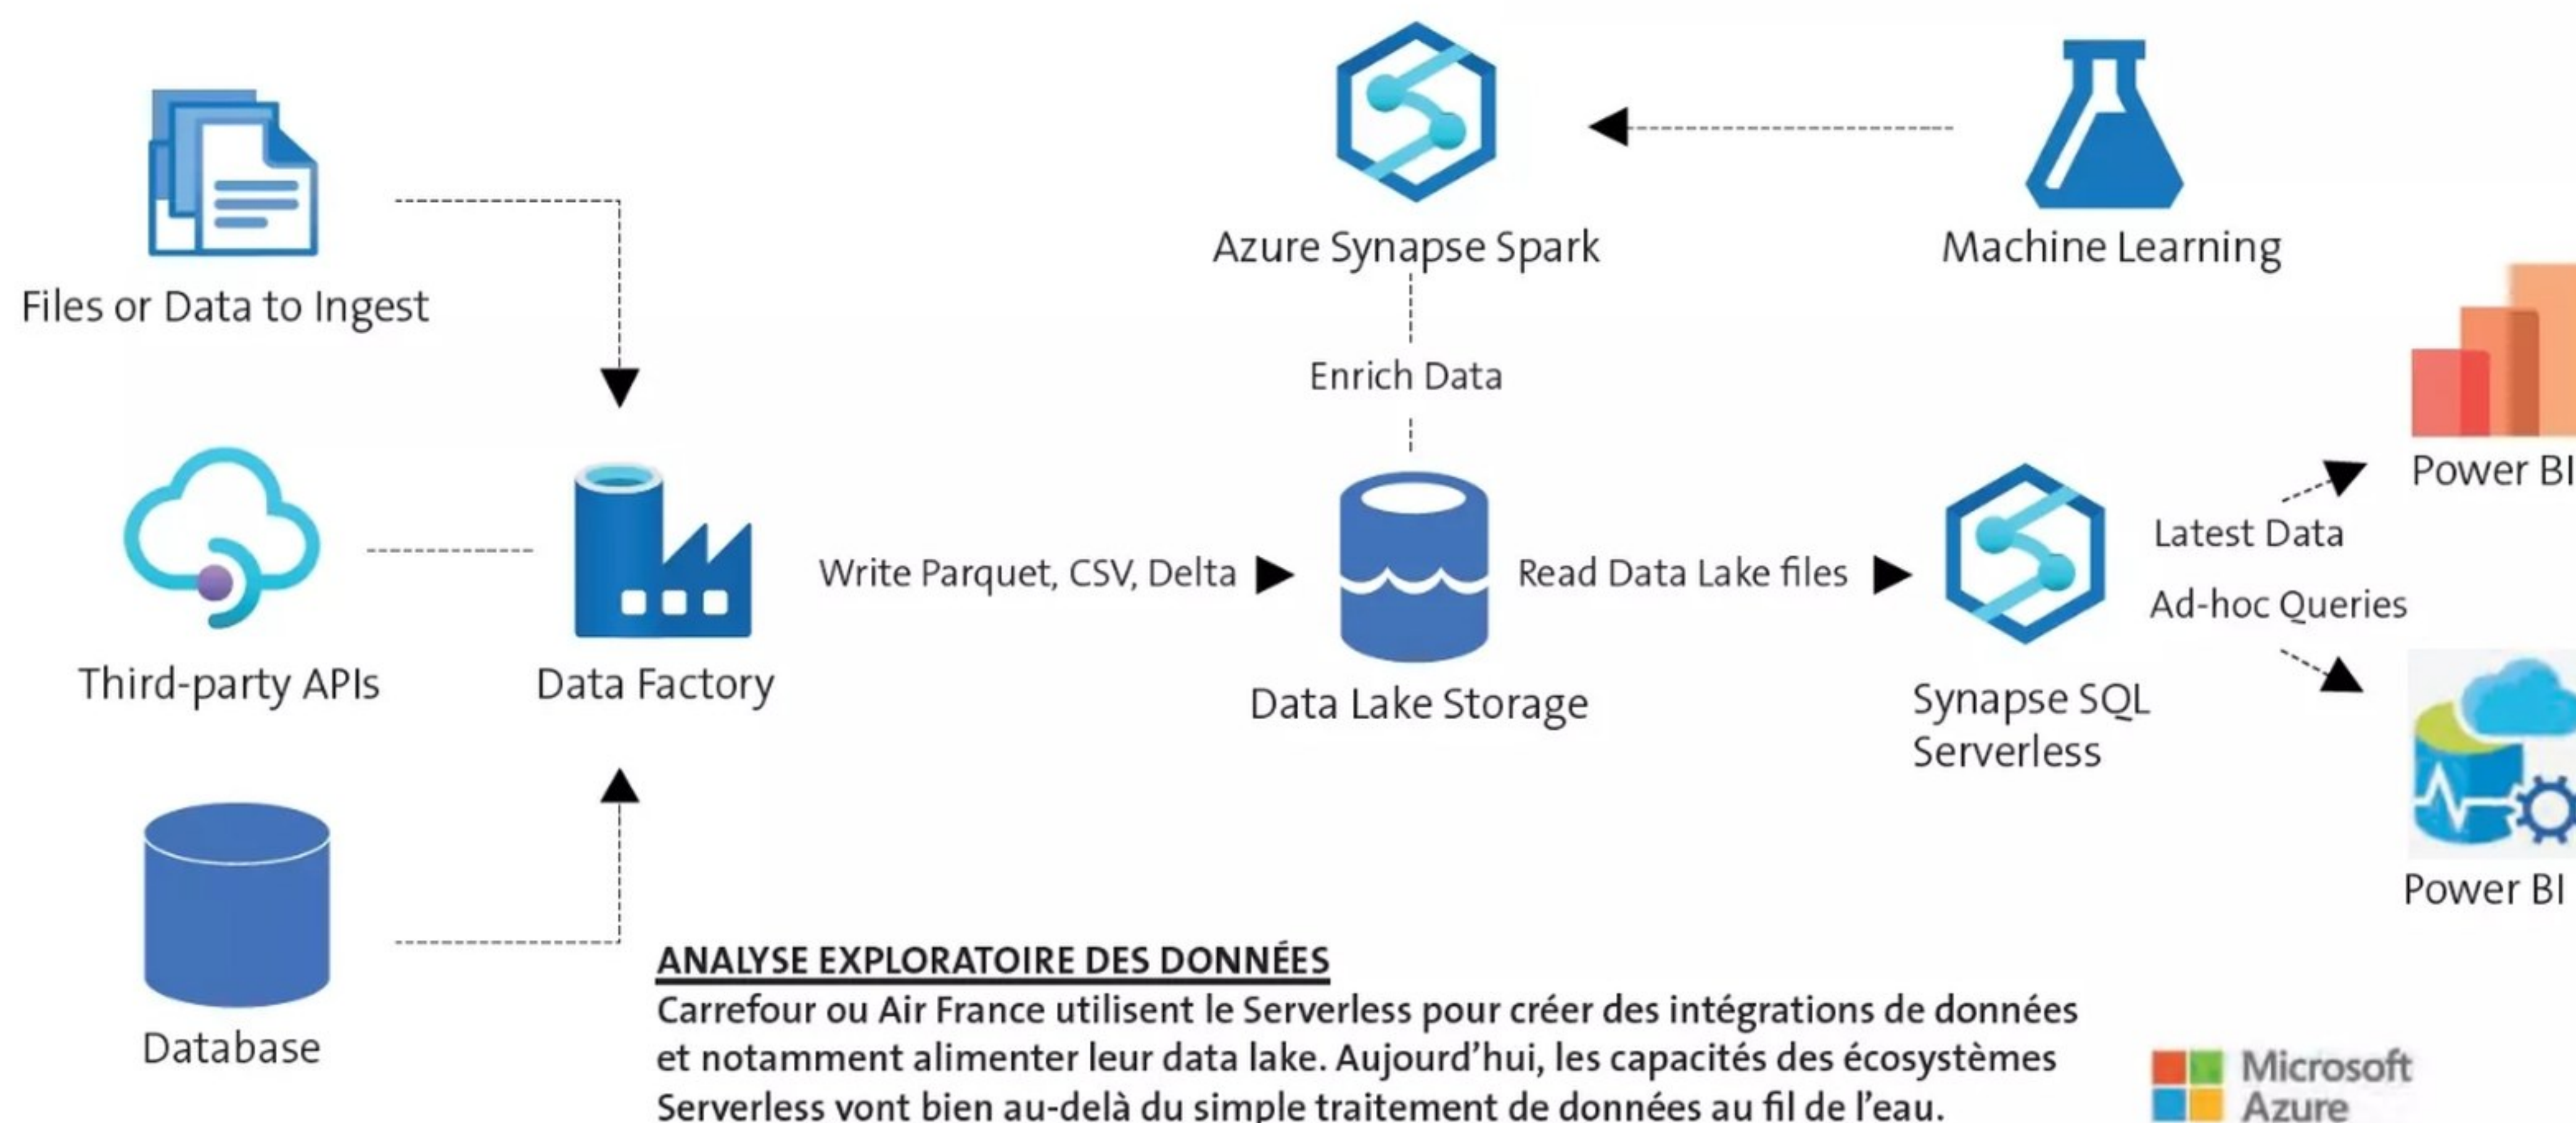 Azure Synapse Spark
Machine Learning
Files or Data to Ingest
Enrich Data
Power BI
Latest Data
Write Parquet, CSV, Delta
Read Data Lake files
Ad-hoc Queries
Third-party APIs
Data Factory
Data Lake Storage
Synapse SQL
Serverless
Power BI
Database
ANALYSE EXPLORATOIRE DES DONNÉES
Carrefour ou Air France utilisent le Serverless pour créer des intégrations de données
et notamment alimenter leur data lake. Aujourd’hui, les capacités des écosystèmes
Serverless vont bien au-delà du simple traitement de données au fil de l’eau.
Microsoft
Azure